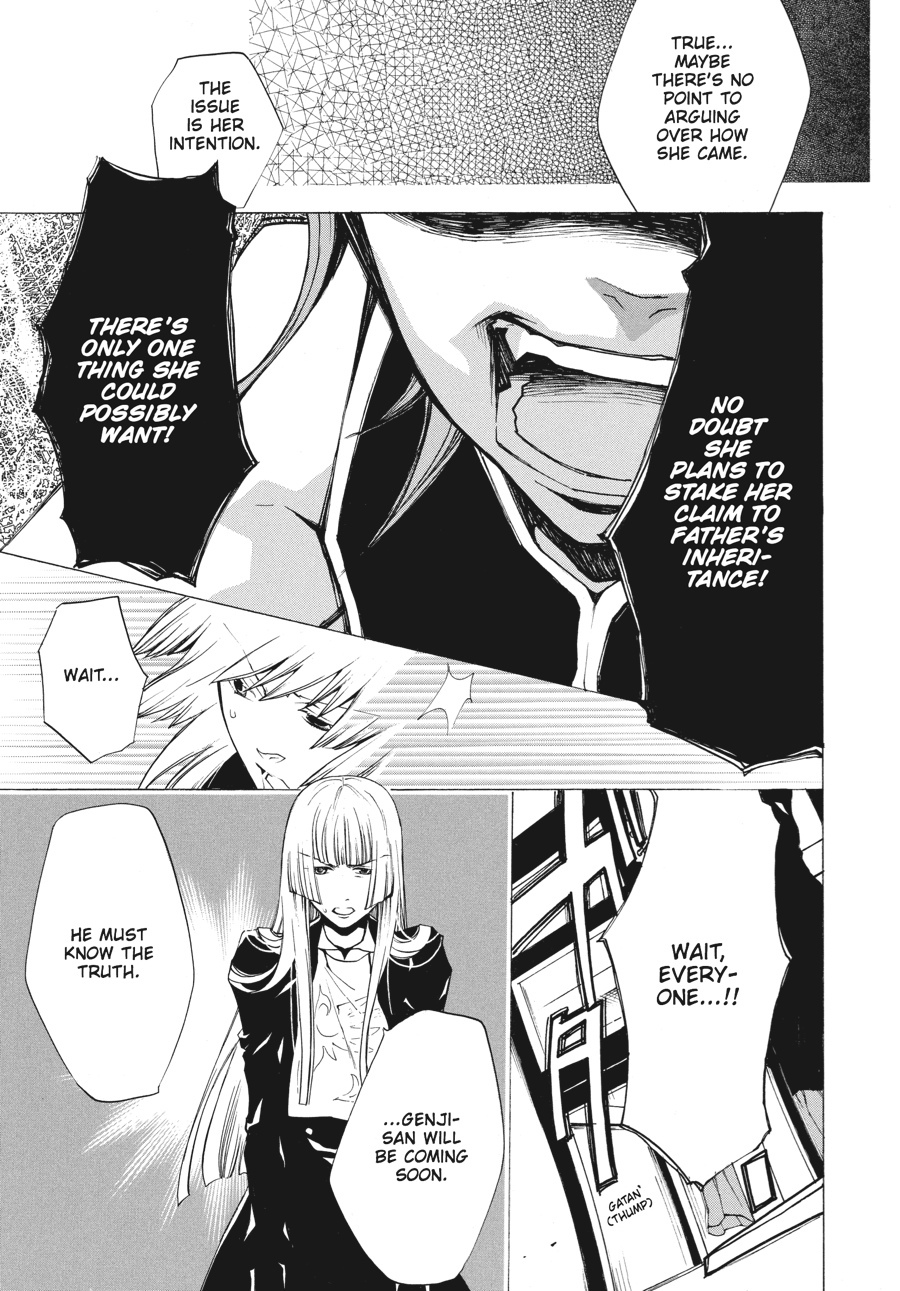 TRUE...
MAYBE
THERE'S NO
POINT TO
ARGUING
OVER HOW
SHE CAME.
THE
ISSUE
IS HER
INTENTION.
NO
DOUBT
SHE
PLANS TO
STAKE HER
CLAIM TO
FATHER'S
INHERI-
TANCE!
THERE'S
ONLY ONE
THING SHE
COULD
POSSIBLY
WANT!
WAIT...
WAIT,
EVERY-
ONE...!!
GATAN
(THUMP)
...GENJI-
SAN WILL
BE COMING
SOON.
HE MUST
KNOW THE
TRUTH.